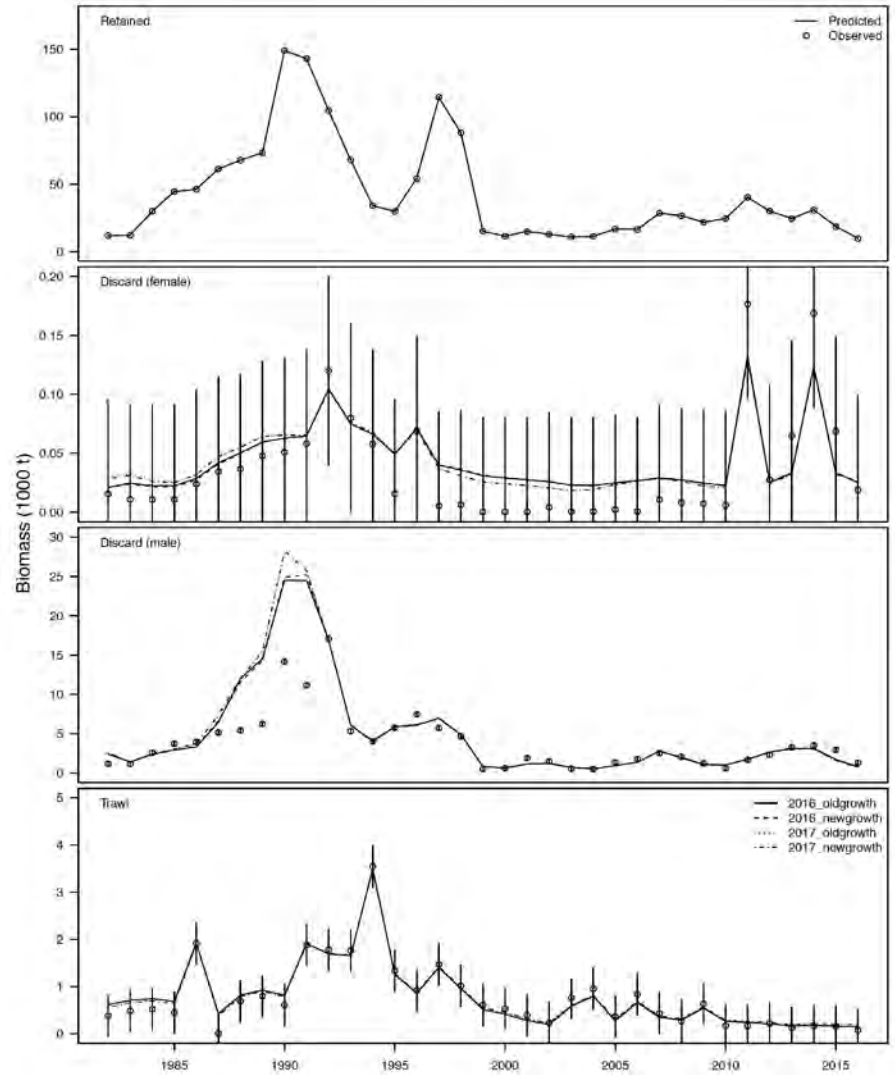 Retained
Predicted
Observed
150
100
50
0
Discard (female)
0.20
0.15
0.10
0.05
0.00
Biomass (1000 t)
Discard (male)
30
25
20
15
10
5
0
Trawl
2016_oldgrowth
2016_newgrowth
2017_oldgrowth
2017_newgrowth
5
4
3
2
1
0
1985 1990 1995 2000 2005 2010 2015